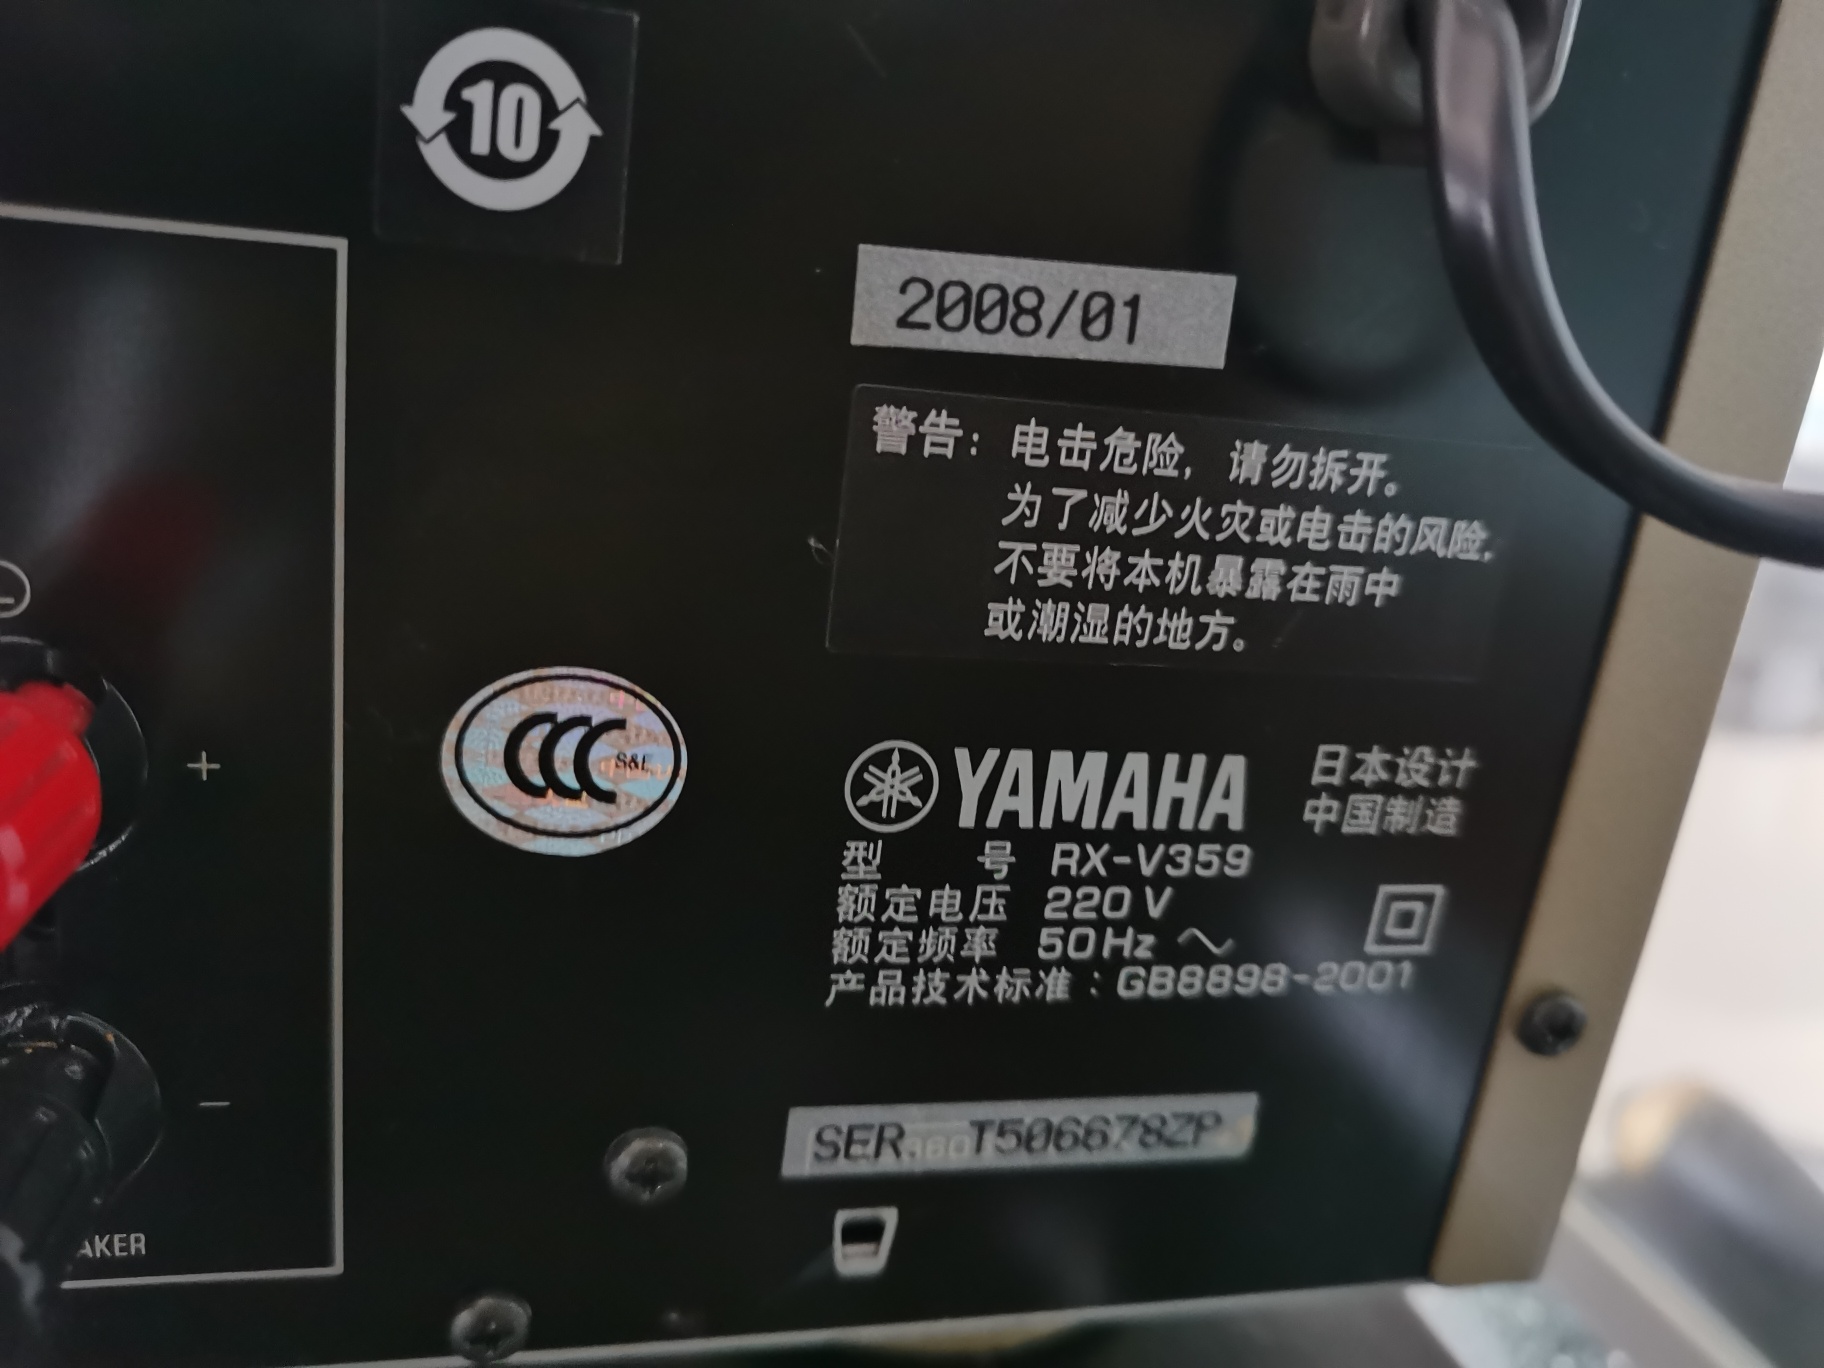 10
2008/01
警告：电击危险，请勿拆开。
为了减少火灾或电击的风险，
不要将本机暴露在雨中
或潮湿的地方。
CCC S&E
YAMAHA
日本设计
中国制造
型 号 RX-V359
额定电压 220V
额定频率 50Hz ~
产品技术标准：GB8898-2001
SER. T506678ZP
+
-
AKER